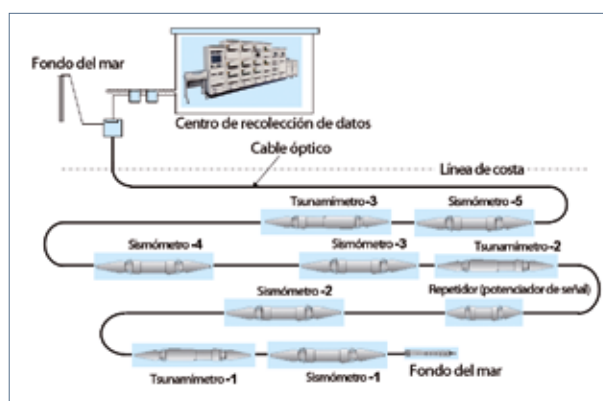 Fondo del mar
Centro de recolección de datos
Cable óptico
Línea de costa
Tsunamímetro-3
Sismómetro-5
Sismómetro-4
Sismómetro-3
Tsunamímetro-2
Sismómetro-2
Repetidor (potenciador de señal)
Tsunamímetro-1
Sismómetro-1
Fondo del mar